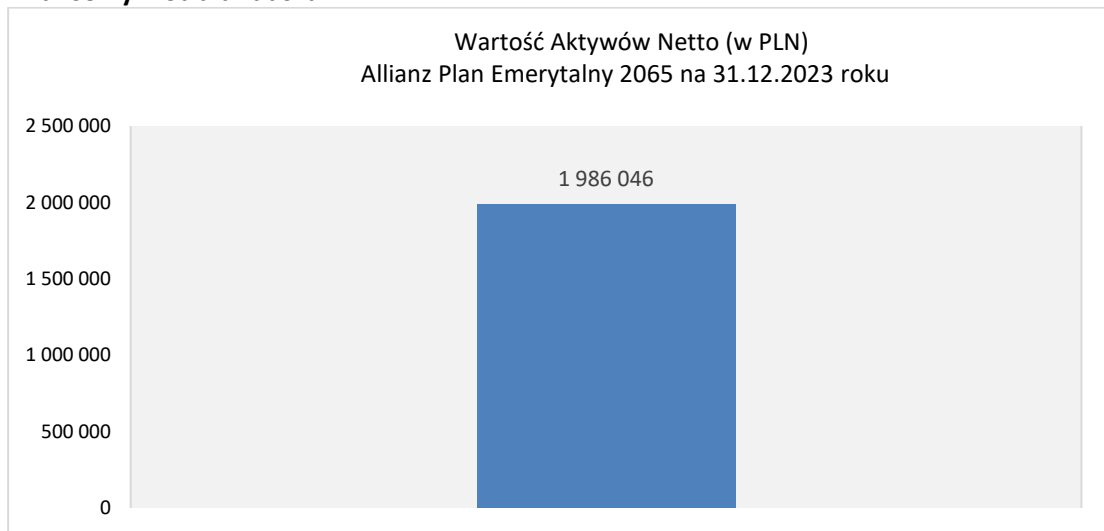 Wartość Aktywów Netto (w PLN)
Allianz Plan Emerytalny 2065 na 31.12.2023 roku
2 500 000
1 986 046
2 000 000
1 500 000
1 000 000
500 000
0